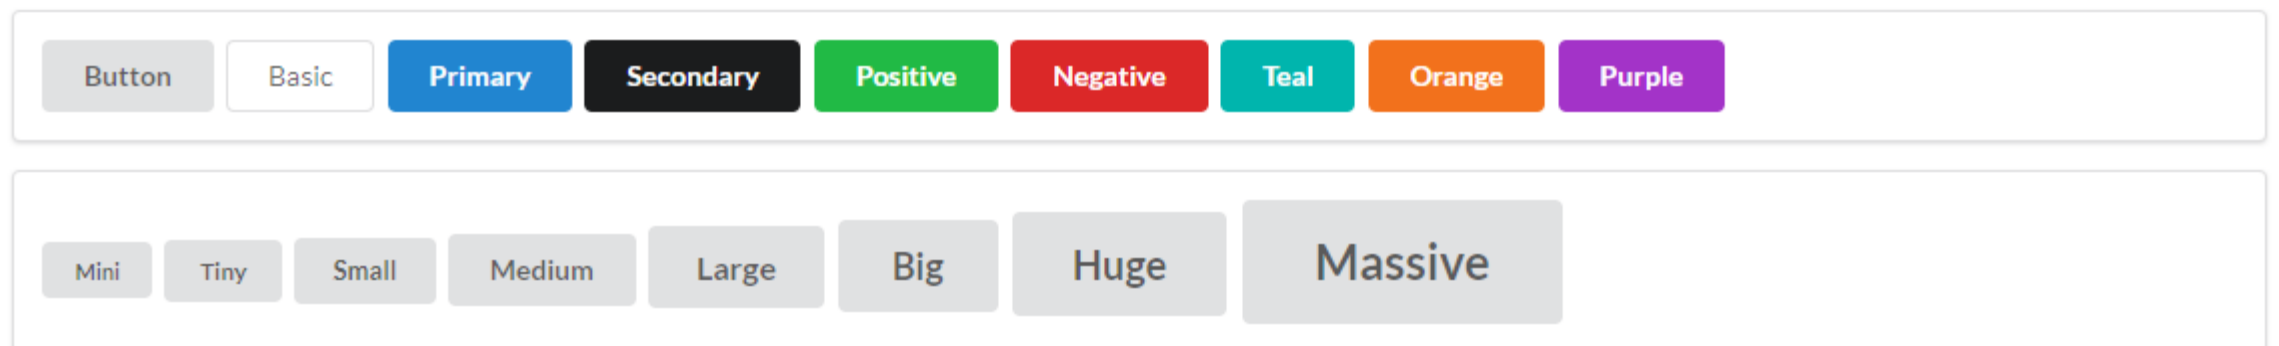 Button Basic Primary Secondary Positive Negative Teal Orange Purple
Mini Tiny Small Medium Large Big Huge Massive